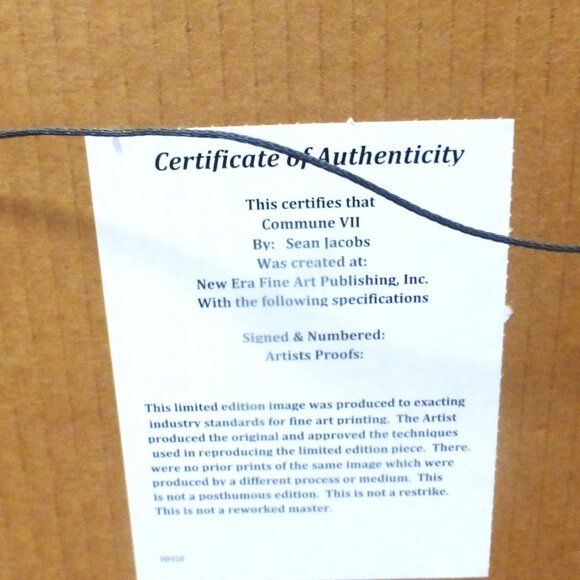 Certificate of Authenticity
This certifies that
Commune VII
By: Sean Jacobs
Was created at:
New Era Fine Art Publishing, Inc.
With the following specifications
Signed & Numbered:
Artists Proofs:
This limited edition image was produced to exacting
industry standards for fine art printing. The Artist
produced the original and approved the techniques
used in reproducing the limited edition piece. There
were no prior prints of the same image which were
produced by a different process or medium. This
is not a posthumous edition. This is not a restrike.
This is not a reworked master.
98950